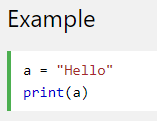 Example
a = "Hello"
print(a)